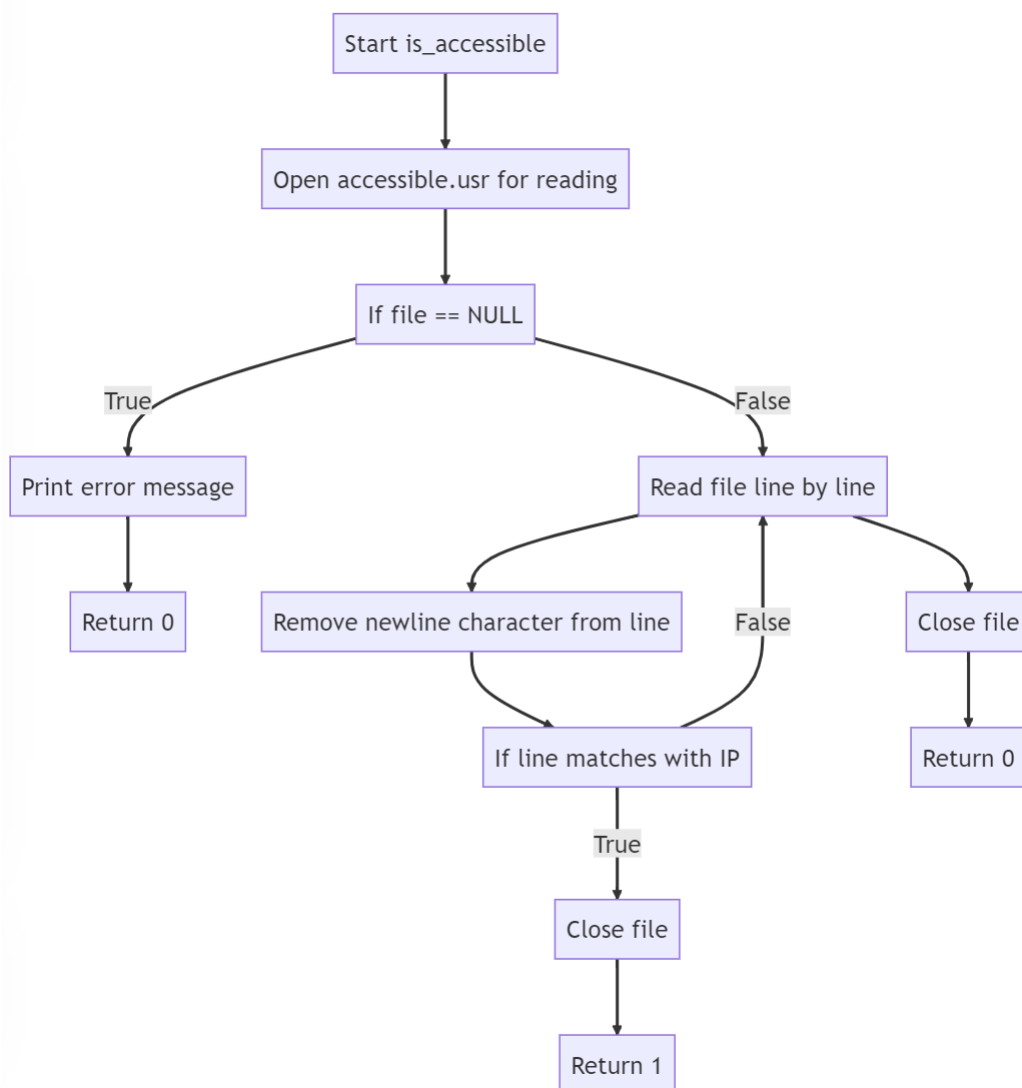 Start is_accessible
Open accessible.usr for reading
If file == NULL
True
False
Print error message
Read file line by line
Return 0
Remove newline character from line
False
Close file
If line matches with IP
Return 0
True
Close file
Return 1